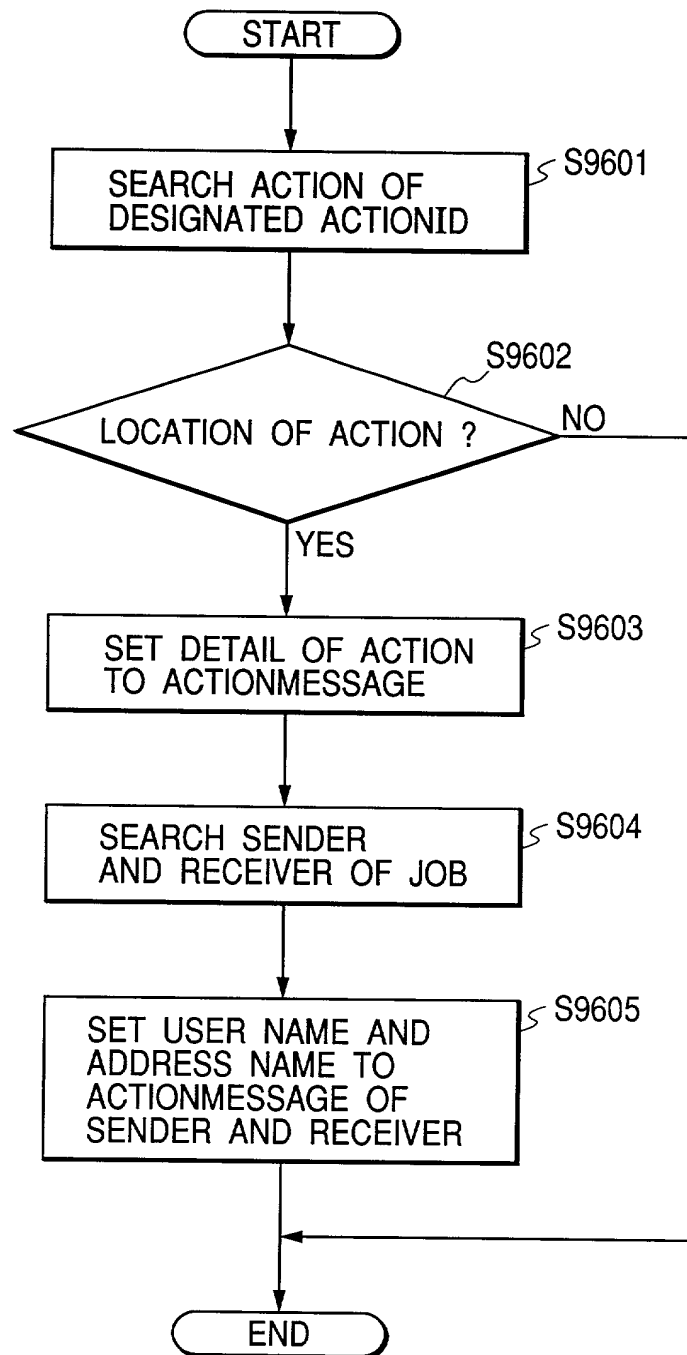 START
S9601
SEARCH ACTION OF
DESIGNATED ACTIONID
S9602
LOCATION OF ACTION ?
NO
YES
S9603
SET DETAIL OF ACTION
TO ACTIONMESSAGE
S9604
SEARCH SENDER
AND RECEIVER OF JOB
S9605
SET USER NAME AND
ADDRESS NAME TO
ACTIONMESSAGE OF
SENDER AND RECEIVER
END